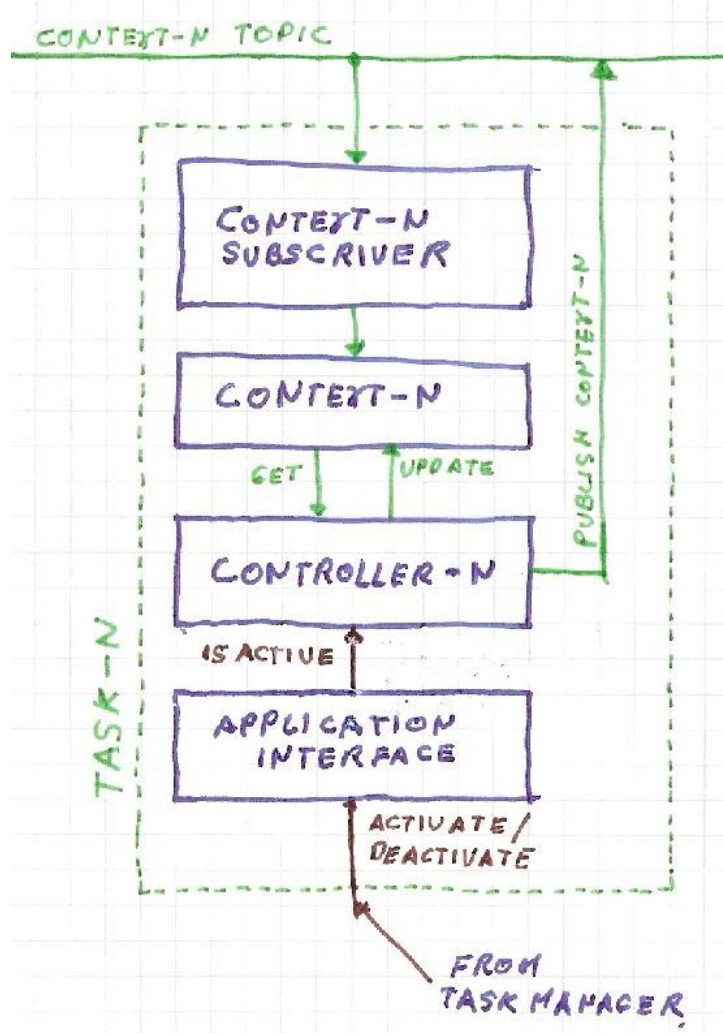 CONTEXT-N TOPIC
CONTEXT-N
SUBSCRIVER
CONTEXT-N
GET
UPDATE
PUBLISH CONTEXT-N
CONTROLLER-N
IS ACTIVE
TASK-N
APPLICATION
INTERFACE
ACTIVATE/
DEACTIVATE
FROM
TASK MANAGER